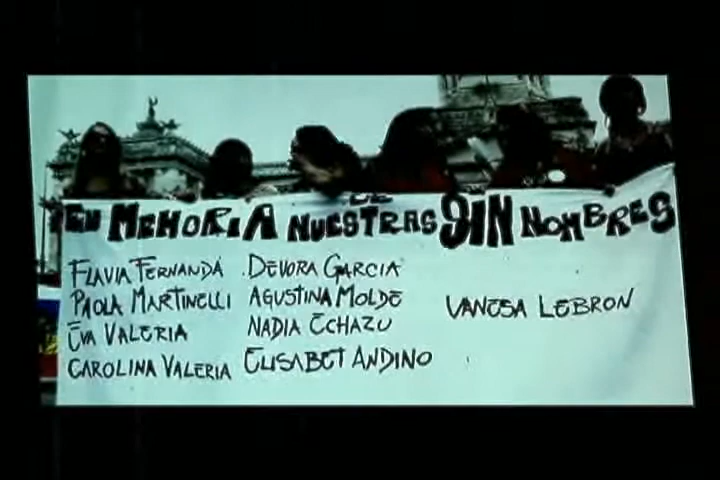 EN MEMORIA DE NUESTRAS SIN NOMBRES
FLAVIA FERNANDA
PAOLA MARTINELLI
EVA VALERIA
CAROLINA VALERIA
DEVORA GARCIA
AGUSTINA MOLDE
NADIA ECHAZU
ELISABET ANDINO
VANESA LEBRON